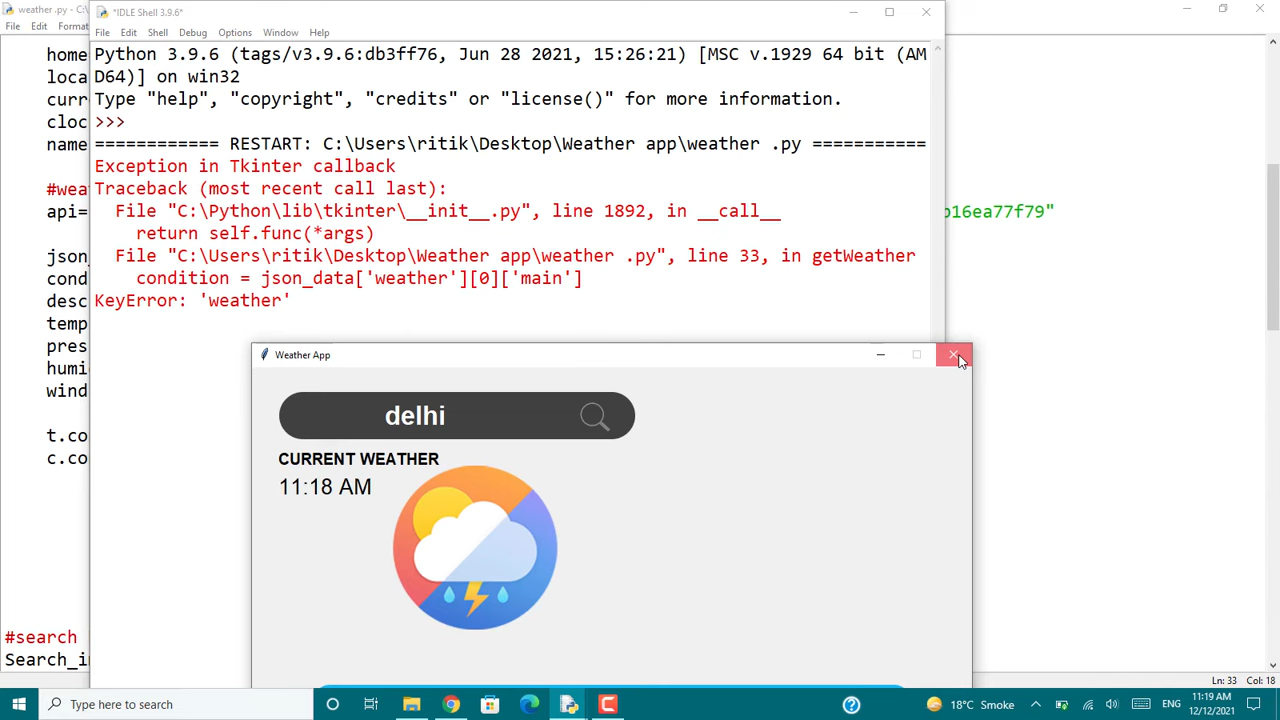 weather .py - C:
*IDLE Shell 3.9.6*
File Edit Format
File Edit Shell Debug Options Window Help
Python 3.9.6 (tags/v3.9.6:db3ff76, Jun 28 2021, 15:26:21) [MSC v.1929 64 bit (AM
D64)] on win32
Type "help", "copyright", "credits" or "license()" for more information.
>>>
============ RESTART: C:\Users\ritik\Desktop\Weather app\weather .py ===========
Exception in Tkinter callback
Traceback (most recent call last):
File "C:\Python\lib\tkinter\__init__.py", line 1892, in __call__
return self.func(*args)
File "C:\Users\ritik\Desktop\Weather app\weather .py", line 33, in getWeather
condition = json_data['weather'][0]['main']
KeyError: 'weather'
home
loca
curr
cloc
name
#wea
api= b16ea77f79"
json_
cond
desc
temp
pres
humi
wind
t.co
c.co
#search
Search_i
Weather App
delhi
CURRENT WEATHER
11:18 AM
Ln: 33 Col: 18
Type here to search
18°C Smoke
ENG
11:19 AM
12/12/2021